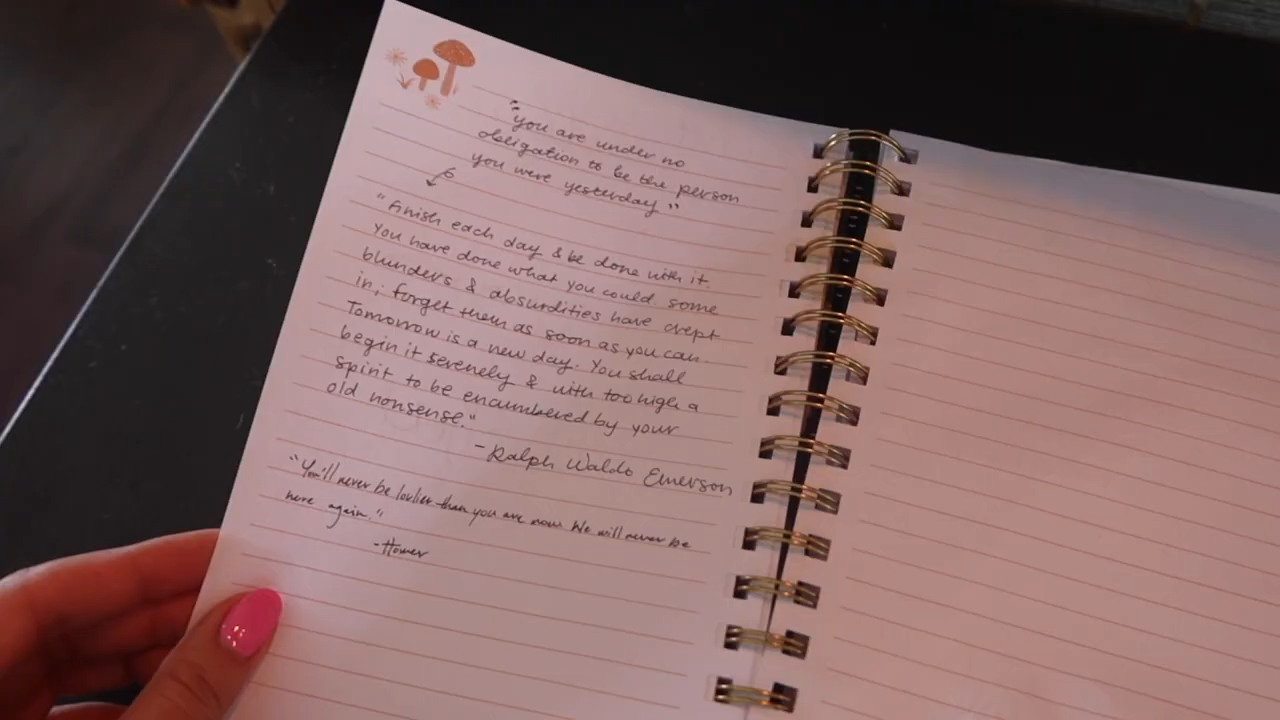 "you are under no
obligation to be the person
you were yesterday"
"Finish each day & be done with it.
You have done what you could some
blunders & absurdities have crept
in; forget them as soon as you can.
Tomorrow is a new day. You shall
begin it serenely & with too high a
spirit to be encumbered by your
old nonsense."
-Ralph Waldo Emerson
"You'll never be lovlier than you are now. We will never be
here again."
-Homer